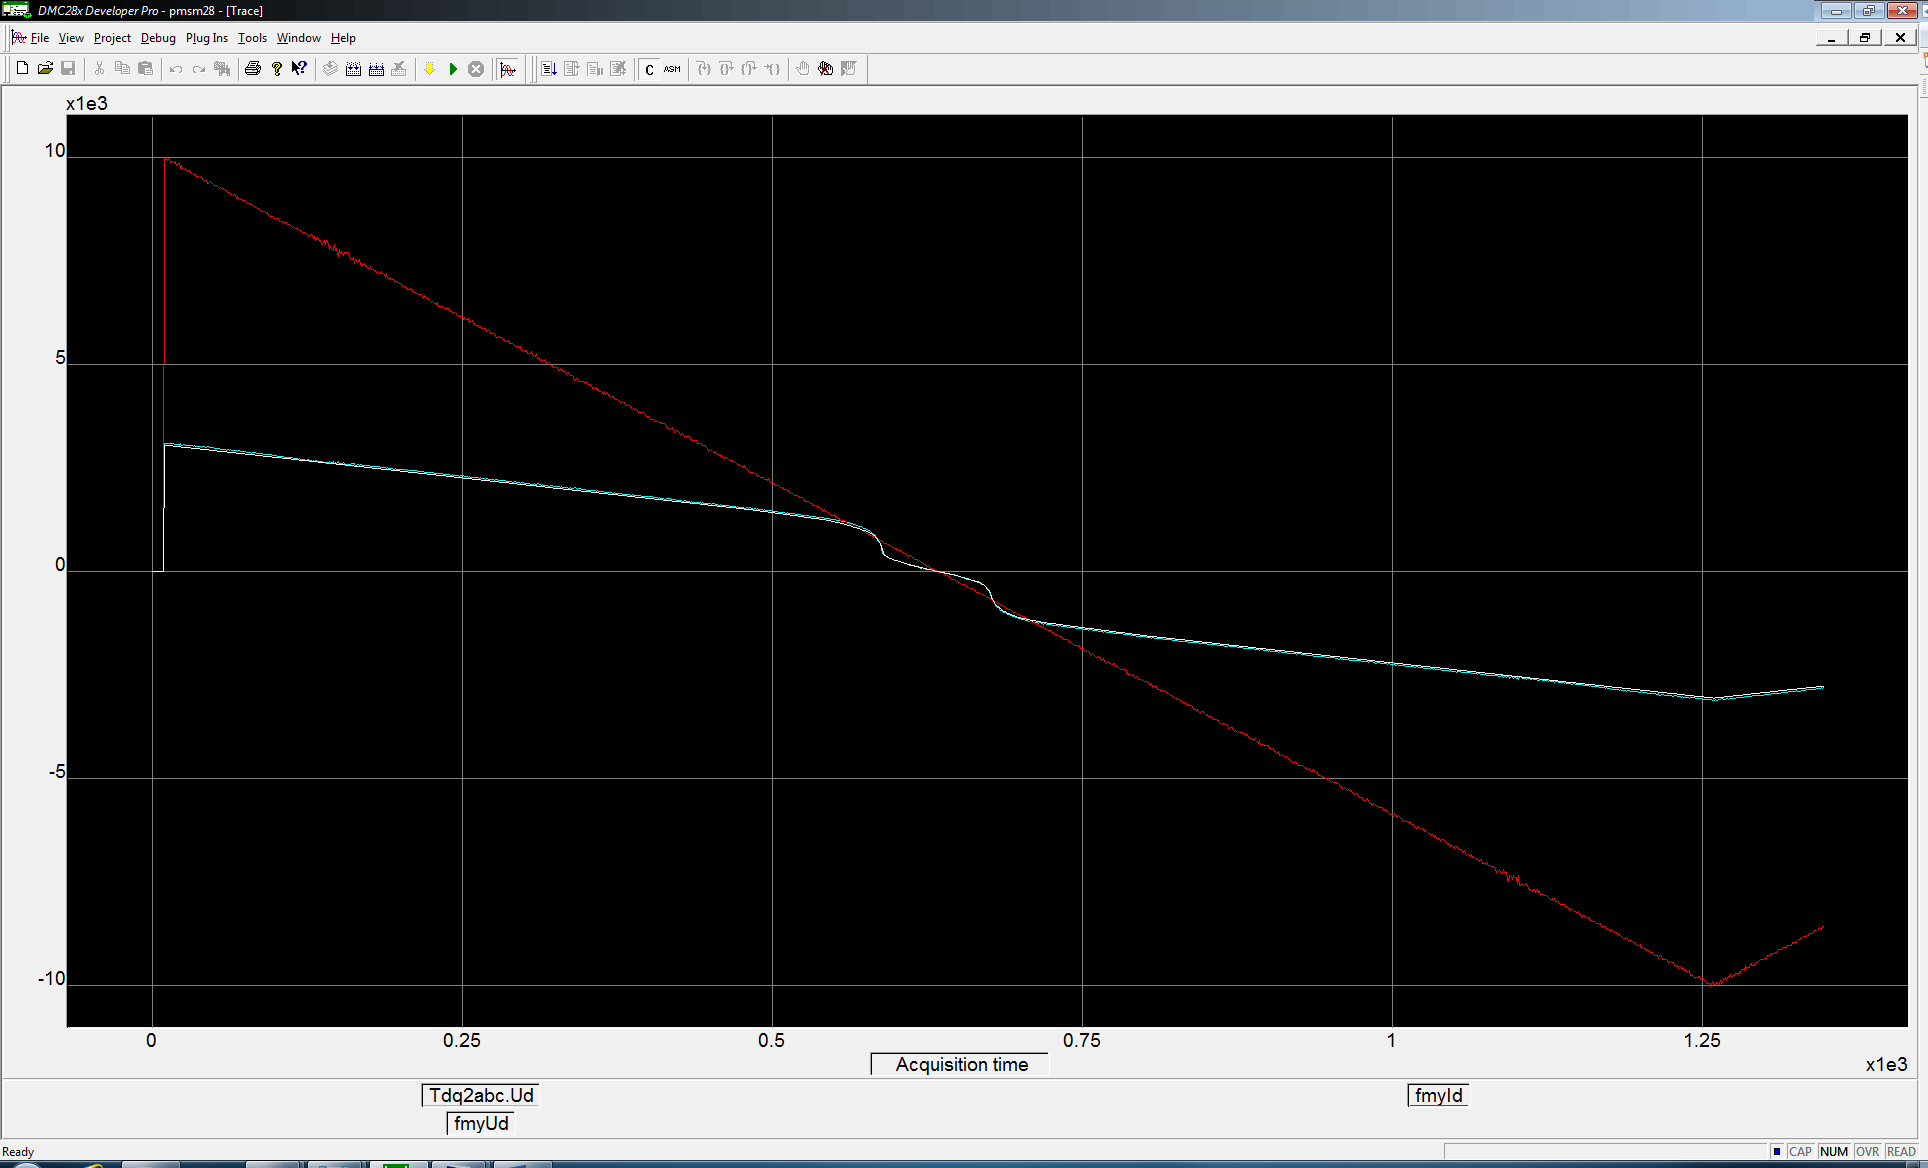 DMC28x Developer Pro - pmsm28 - [Trace]
File View Project Debug Plug Ins Tools Window Help
C ASM
x1e3
10
5
0
-5
-10
0 0.25 0.5 0.75 1 1.25
Acquisition time x1e3
Tdq2abc.Ud fmyId
fmyUd
Ready CAP NUM OVR READ